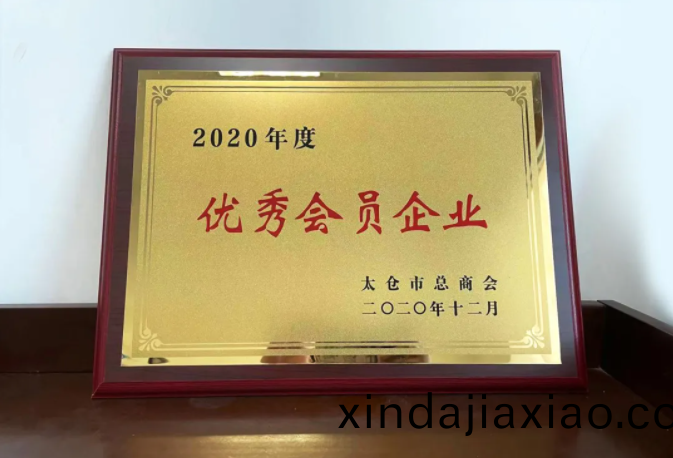 2020年度
优秀会员企业
太仓市总商会
二〇二〇年十二月
xindajiaxiao.co